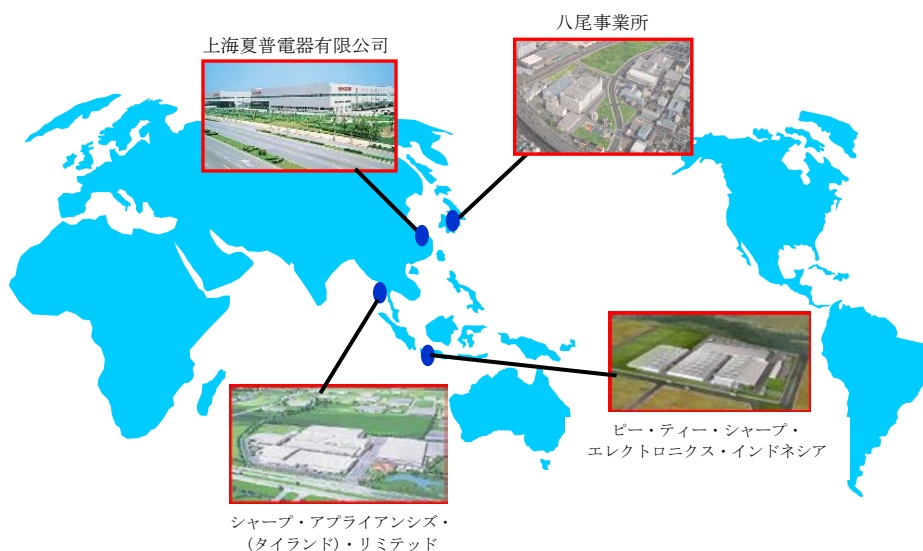 八尾事業所
上海夏普電器有限公司
ピー・ティー・シャープ・
エレクトロニクス・インドネシア
シャープ・アプライアンシズ・
(タイランド)・リミテッド